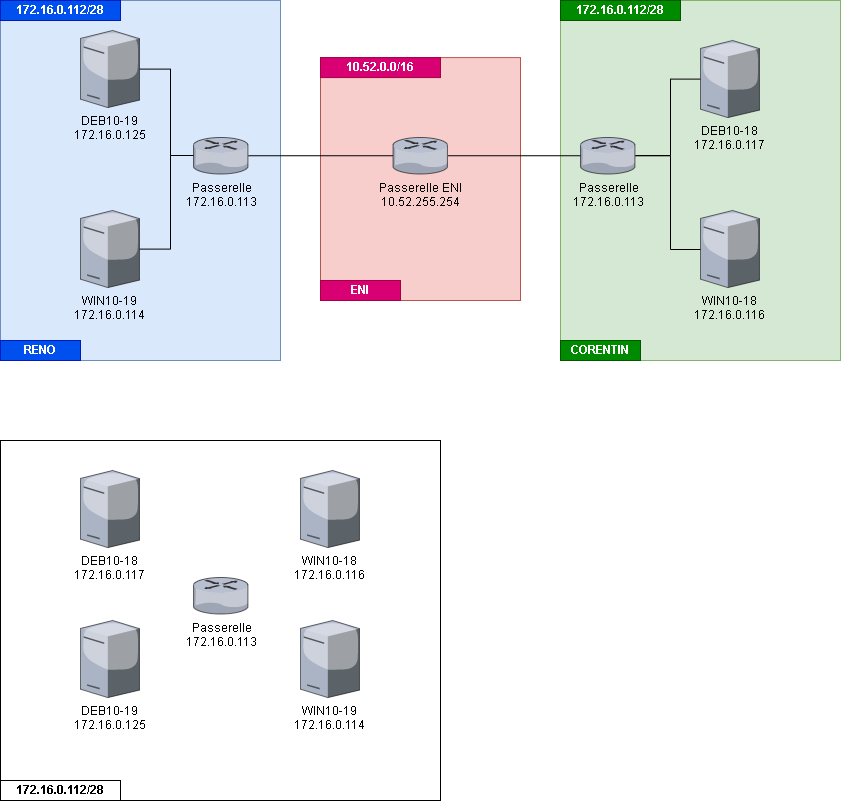 172.16.0.112/28
172.16.0.112/28
10.52.0.0/16
DEB10-19
172.16.0.125
DEB10-18
172.16.0.117
Passerelle
172.16.0.113
Passerelle ENI
10.52.255.254
Passerelle
172.16.0.113
WIN10-19
172.16.0.114
ENI
WIN10-18
172.16.0.116
RENO
CORENTIN
DEB10-18
172.16.0.117
WIN10-18
172.16.0.116
Passerelle
172.16.0.113
DEB10-19
172.16.0.125
WIN10-19
172.16.0.114
172.16.0.112/28